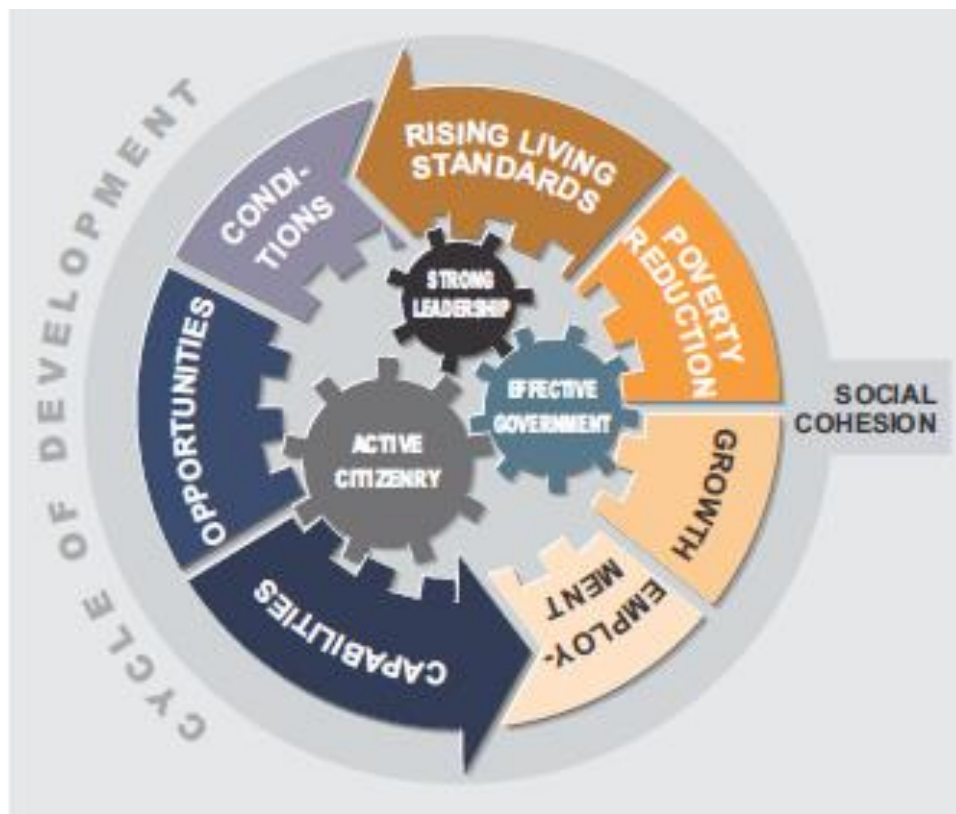 CYCLE OF DEVELOPMENT
RISING LIVING
STANDARDS
POVERTY
REDUCTION
GROWTH
EMPLOY-
MENT
CAPABILITIES
OPPORTUNITIES
CONDI-
TIONS
STRONG
LEADERSHIP
EFFECTIVE
GOVERNMENT
ACTIVE
CITIZENRY
SOCIAL
COHESION